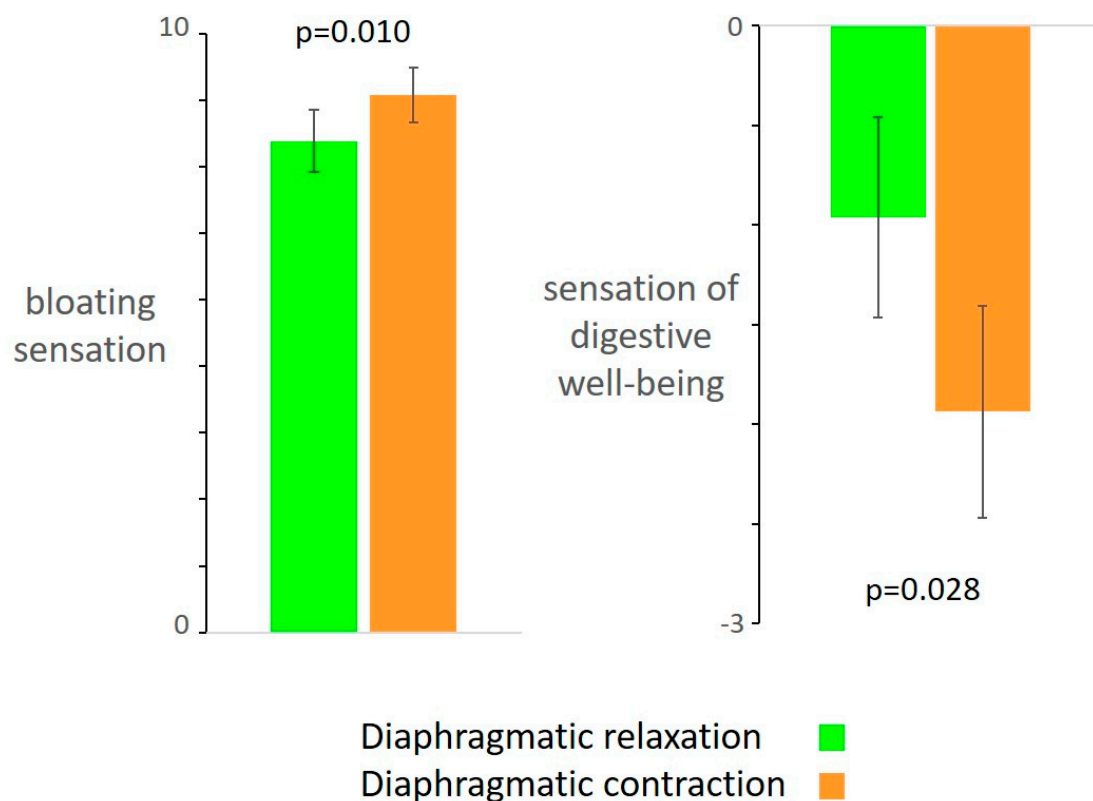 10
p=0.010
bloating
sensation
0
0
sensation of
digestive
well-being
p=0.028
-3
Diaphragmatic relaxation
Diaphragmatic contraction